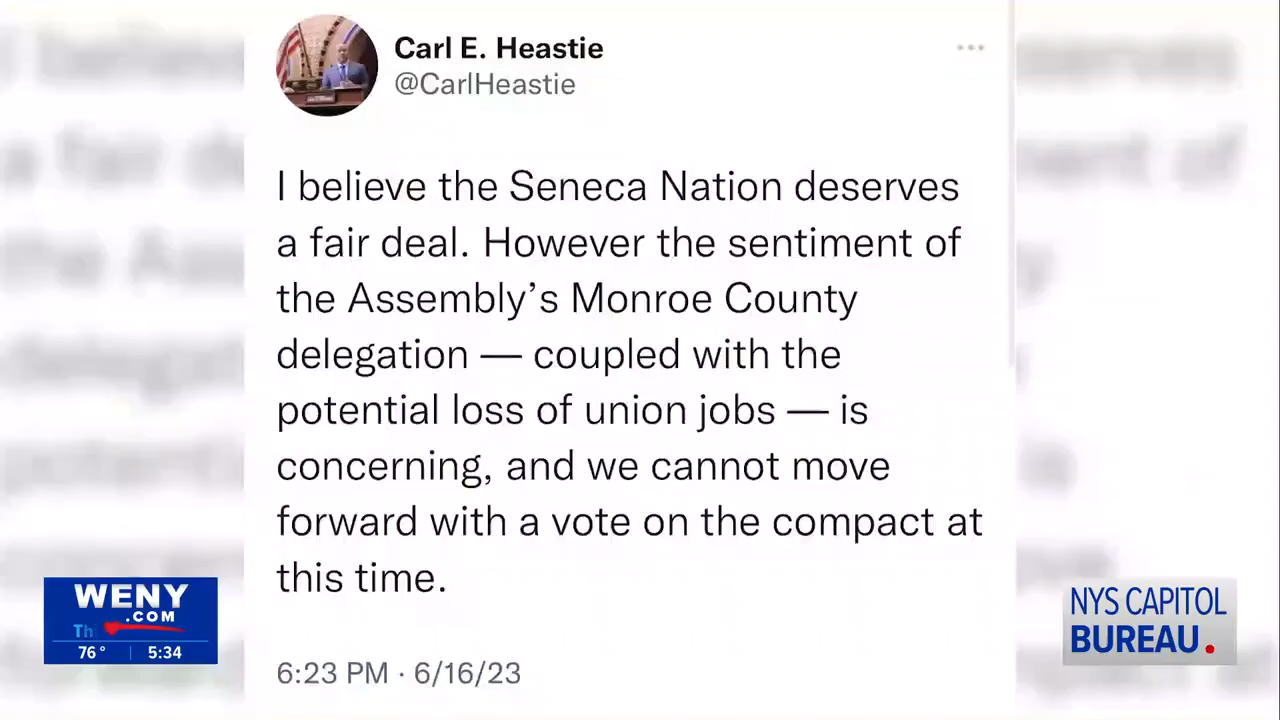 Carl E. Heastie
@CarlHeastie
I believe the Seneca Nation deserves
a fair deal. However the sentiment of
the Assembly’s Monroe County
delegation — coupled with the
potential loss of union jobs — is
concerning, and we cannot move
forward with a vote on the compact at
this time.
6:23 PM · 6/16/23
WENY
.COM
Th
76° | 5:34
NYS CAPITOL
BUREAU.